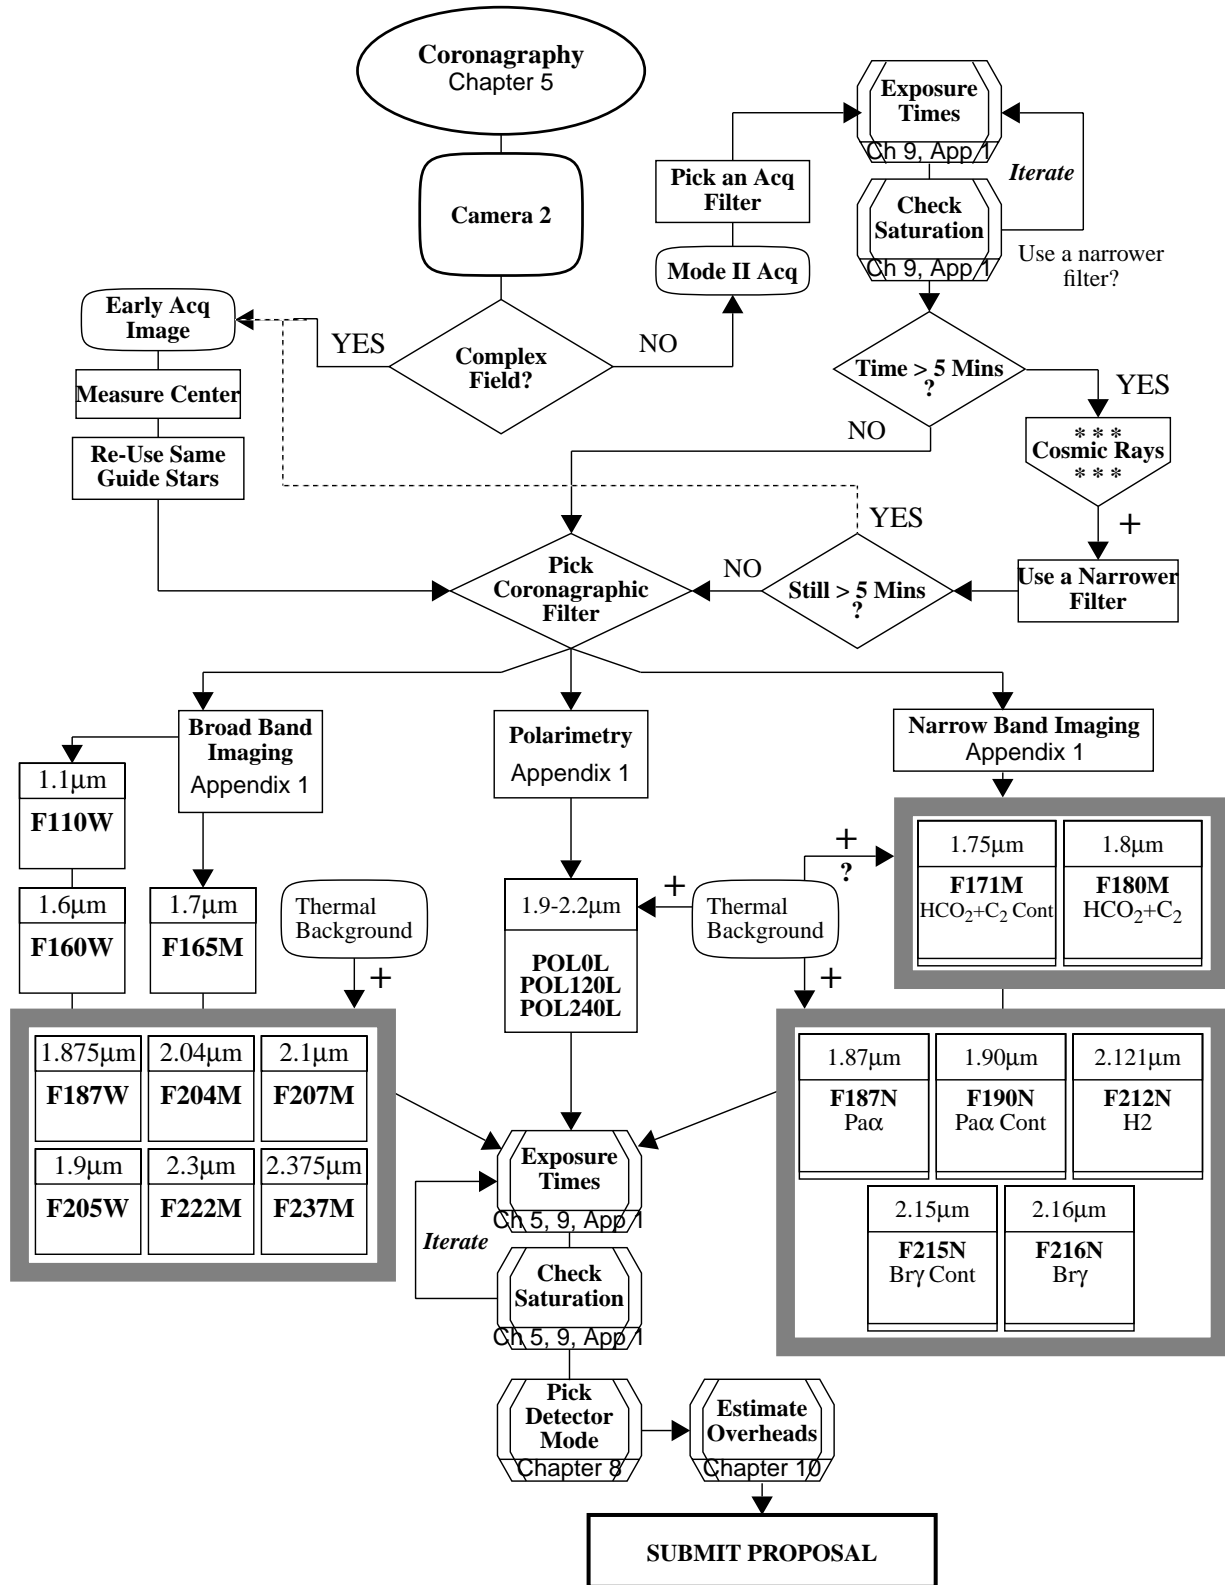 Coronagraphy
Chapter 5
Camera 2
Complex
Field?
YES
NO
Early Acq
Image
Measure Center
Re-Use Same
Guide Stars
Mode II Acq
Pick an Acq
Filter
Exposure
Times
Ch 9, App 1
Iterate
Check
Saturation
Ch 9, App 1
Use a narrower
filter?
Time > 5 Mins
?
YES
NO
* * *
Cosmic Rays
* * *
+
Use a Narrower
Filter
Still > 5 Mins
?
YES
NO
Pick
Coronagraphic
Filter
Broad Band
Imaging
Appendix 1
Polarimetry
Appendix 1
Narrow Band Imaging
Appendix 1
1.1µm
F110W
1.6µm
F160W
1.7µm
F165M
Thermal
Background
+
1.875µm
F187W
2.04µm
F204M
2.1µm
F207M
1.9µm
F205W
2.3µm
F222M
2.375µm
F237M
1.9-2.2µm
POL0L
POL120L
POL240L
+
Thermal
Background
+
?
+
1.75µm
F171M
HCO₂+C₂ Cont
1.8µm
F180M
HCO₂+C₂
1.87µm
F187N
Paα
1.90µm
F190N
Paα Cont
2.121µm
F212N
H2
2.15µm
F215N
Brγ Cont
2.16µm
F216N
Brγ
Exposure
Times
Ch 5, 9, App 1
Iterate
Check
Saturation
Ch 5, 9, App 1
Pick
Detector
Mode
Chapter 8
Estimate
Overheads
Chapter 10
SUBMIT PROPOSAL